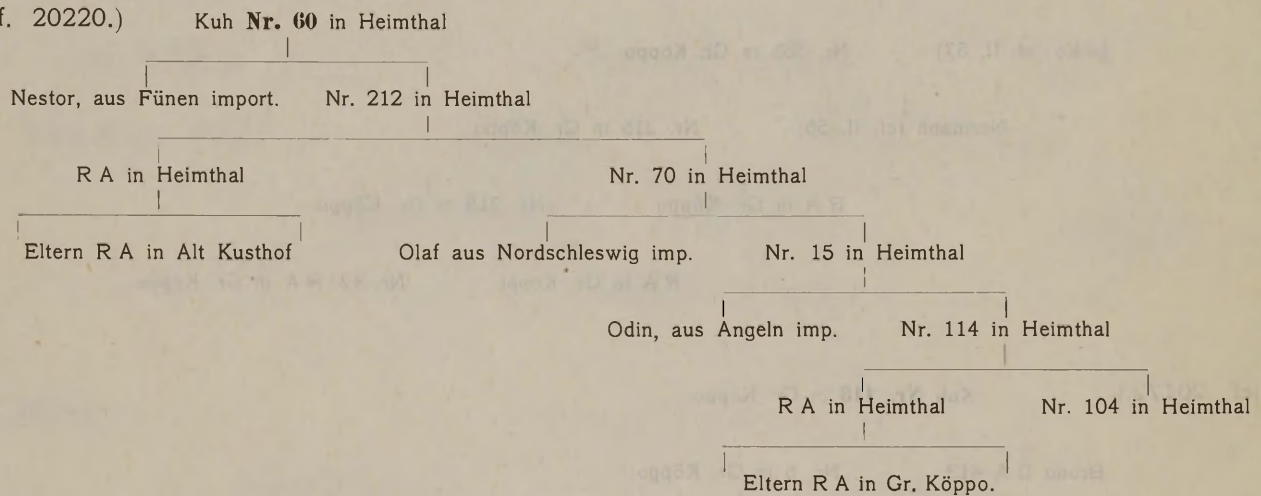 f. 20220.) Kuh Nr. 60 in Heimthal
Nestor, aus Fünen import. Nr. 212 in Heimthal
R A in Heimthal Nr. 70 in Heimthal
Eltern R A in Alt Kusthof Olaf aus Nordschleswig imp. Nr. 15 in Heimthal
Odin, aus Angeln imp. Nr. 114 in Heimthal
R A in Heimthal Nr. 104 in Heimthal
Eltern R A in Gr. Köppo.